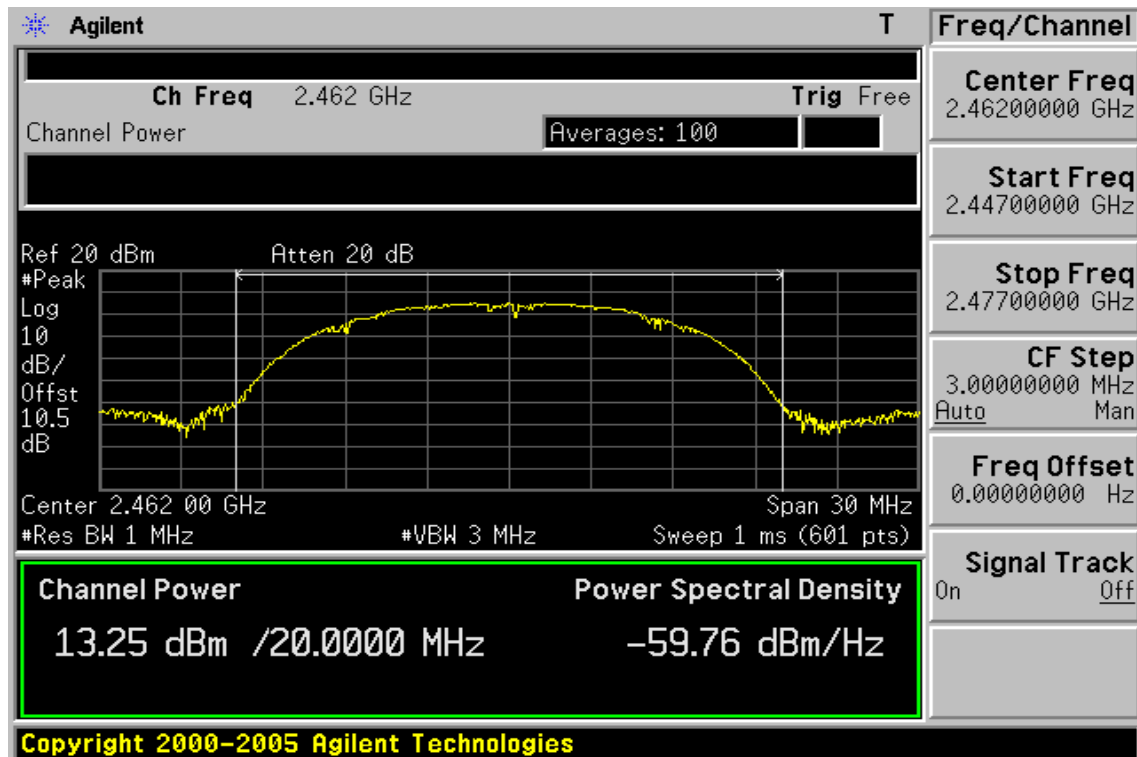 Agilent T
Ch Freq 2.462 GHz Trig Free
Channel Power Averages: 100
Ref 20 dBm Atten 20 dB
#Peak
Log
10
dB/
Offst
10.5
dB
Center 2.462 00 GHz Span 30 MHz
#Res BW 1 MHz #VBW 3 MHz Sweep 1 ms (601 pts)
Channel Power Power Spectral Density
13.25 dBm /20.0000 MHz -59.76 dBm/Hz
Copyright 2000-2005 Agilent Technologies
Freq/Channel
Center Freq
2.46200000 GHz
Start Freq
2.44700000 GHz
Stop Freq
2.47700000 GHz
CF Step
3.00000000 MHz
Auto Man
Freq Offset
0.00000000 Hz
Signal Track
On Off